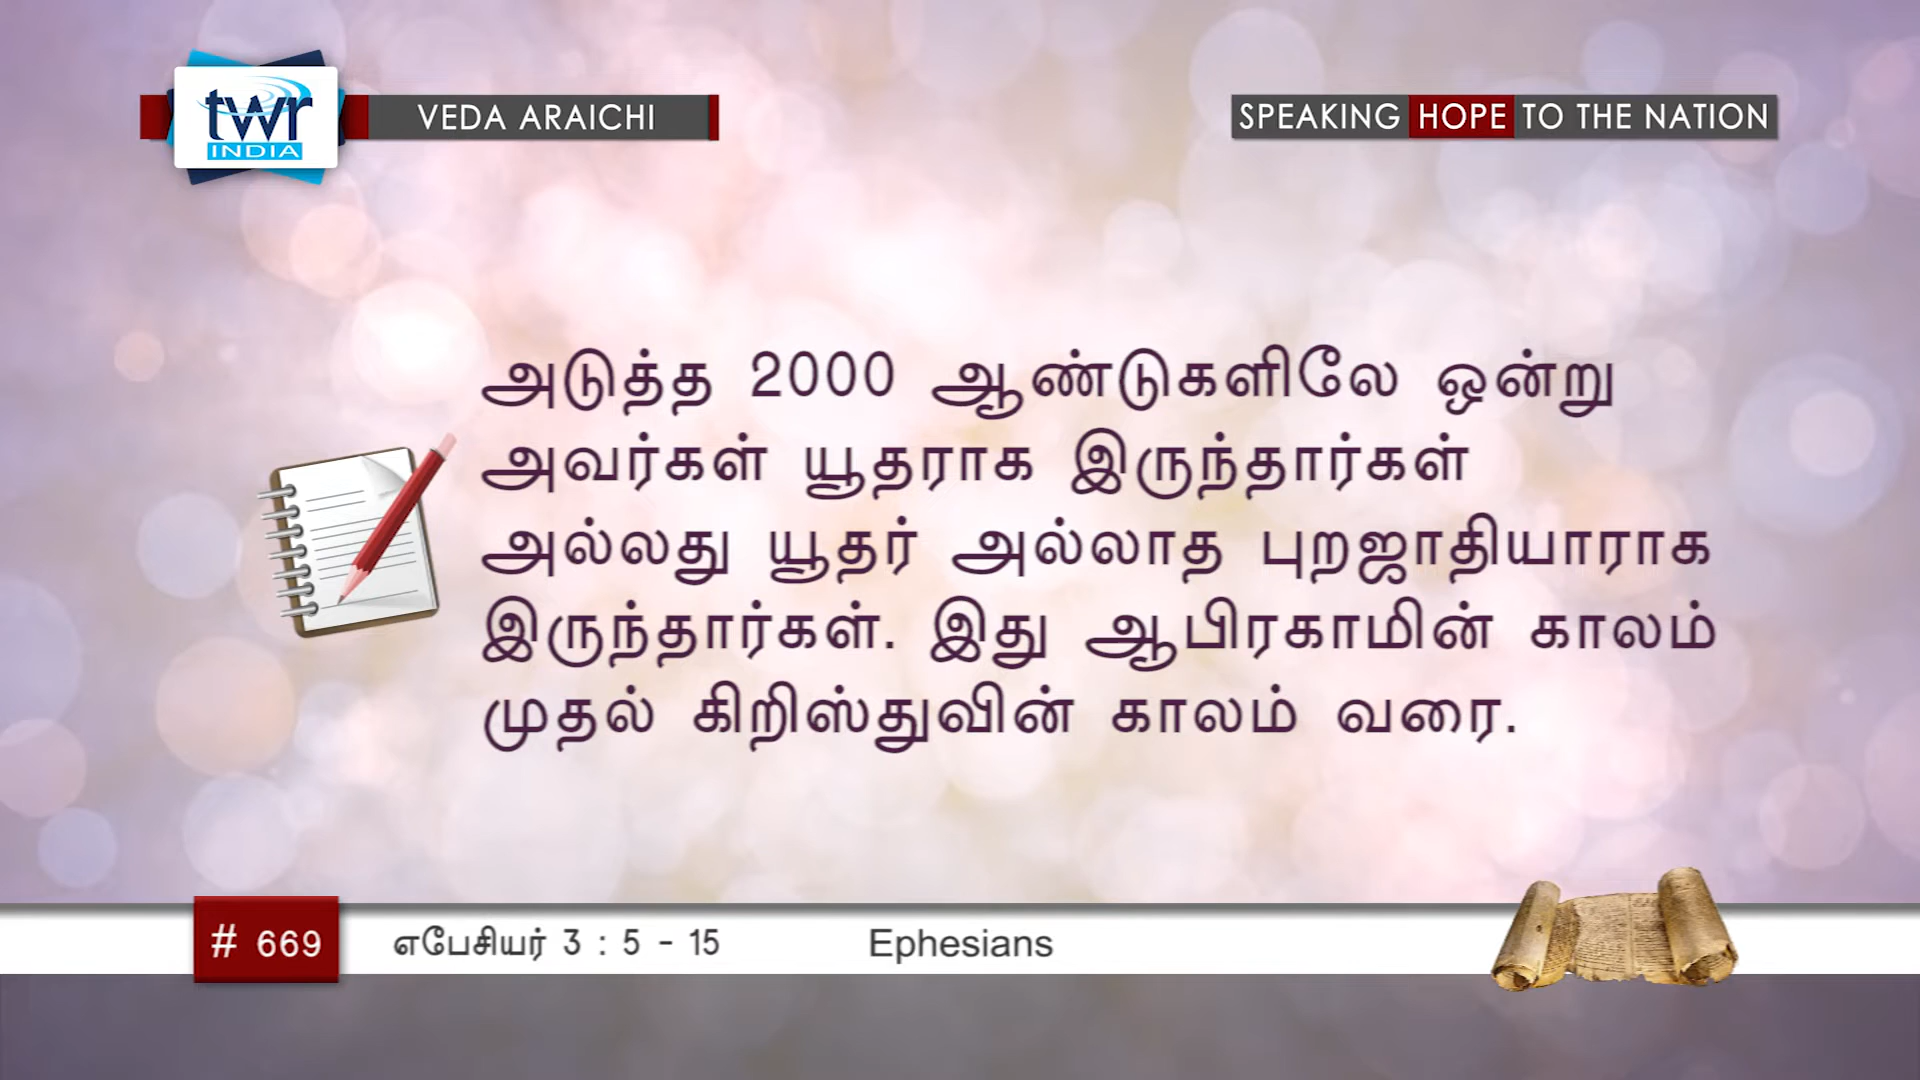 twr
INDIA
VEDA ARAICHI
SPEAKING HOPE TO THE NATION
அடுத்த 2000 ஆண்டுகளிலே ஒன்று
அவர்கள் யூதராக இருந்தார்கள்
அல்லது யூதர் அல்லாத புறஜாதியாராக
இருந்தார்கள். இது ஆபிரகாமின் காலம்
முதல் கிறிஸ்துவின் காலம் வரை.
# 669
எபேசியர் 3 : 5 - 15
Ephesians